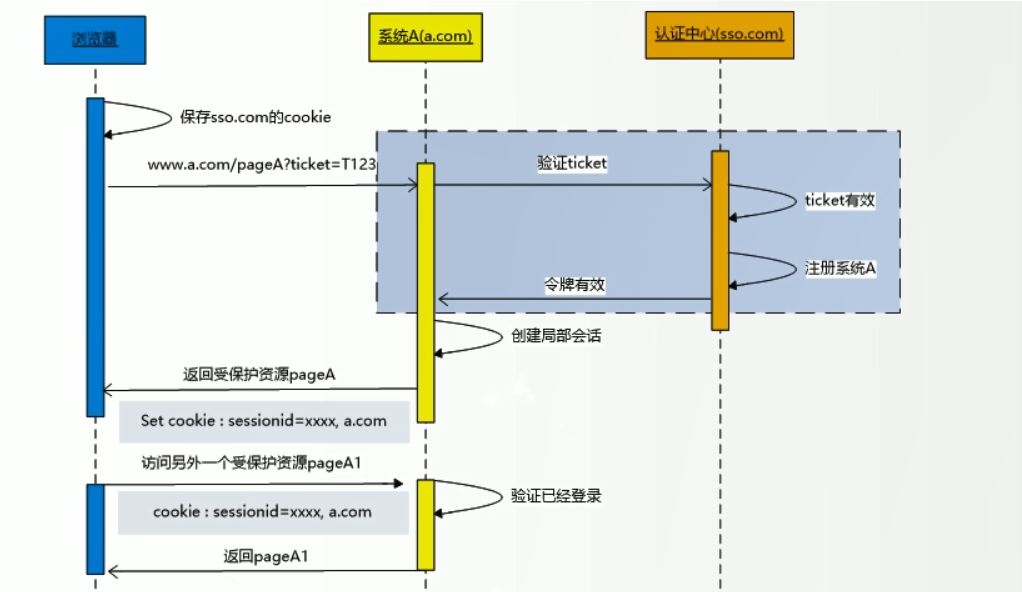 浏览器
系统A(a.com)
认证中心(sso.com)
保存sso.com的cookie
www.a.com/pageA?ticket=T123
验证ticket
ticket有效
注册系统A
令牌有效
创建局部会话
返回受保护资源pageA
Set cookie : sessionid=xxxx, a.com
访问另外一个受保护资源pageA1
验证已经登录
cookie : sessionid=xxxx, a.com
返回pageA1